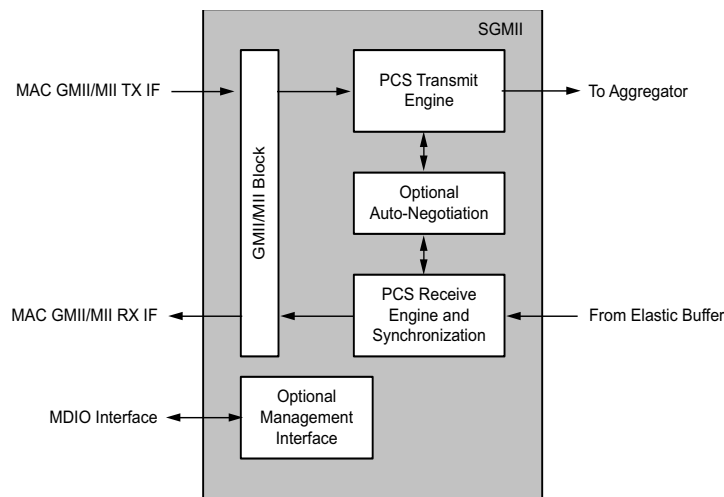 SGMII
MAC GMII/MII TX IF
GMII/MII Block
PCS Transmit
Engine
To Aggregator
Optional
Auto-Negotiation
MAC GMII/MII RX IF
PCS Receive
Engine and
Synchronization
From Elastic Buffer
MDIO Interface
Optional
Management
Interface